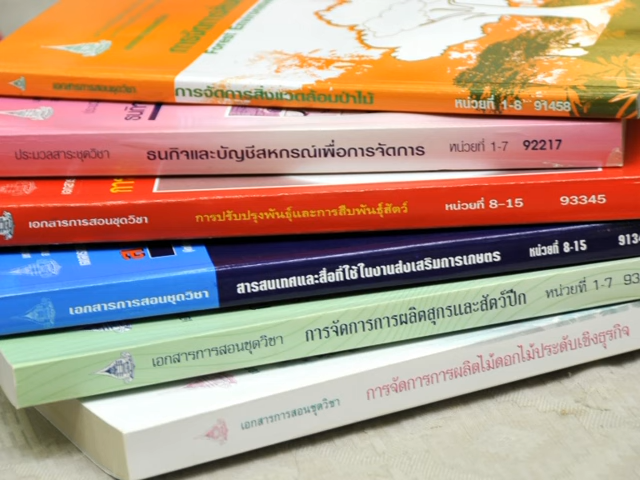 เอกสารการสอนชุดวิชา การจัดการสิ่งแวดล้อมป่าไม้ หน่วยที่ 1-8 91458
ประมวลสาระชุดวิชา ธุรกิจและบัญชีสหกรณ์เพื่อการจัดการ หน่วยที่ 1-7 92217
เอกสารการสอนชุดวิชา การปรับปรุงพันธุ์และการสืบพันธุ์สัตว์ หน่วยที่ 8-15 93345
เอกสารการสอนชุดวิชา สารสนเทศและสื่อที่ใช้ในงานส่งเสริมการเกษตร หน่วยที่ 8-15
เอกสารการสอนชุดวิชา การจัดการการผลิตสุกรและสัตว์ปีก หน่วยที่ 1-7
เอกสารการสอนชุดวิชา การจัดการการผลิตไม้ดอกไม้ประดับเชิงธุรกิจ